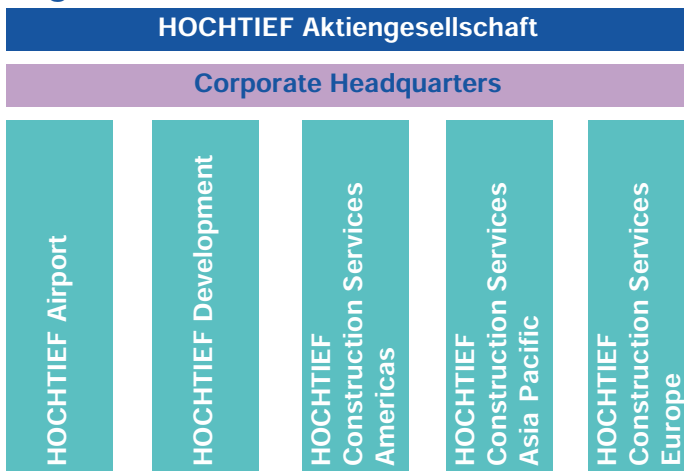 HOCHTIEF Aktiengesellschaft
Corporate Headquarters
HOCHTIEF Airport
HOCHTIEF Development
HOCHTIEF
Construction Services
Americas
HOCHTIEF
Construction Services
Asia Pacific
HOCHTIEF
Construction Services
Europe